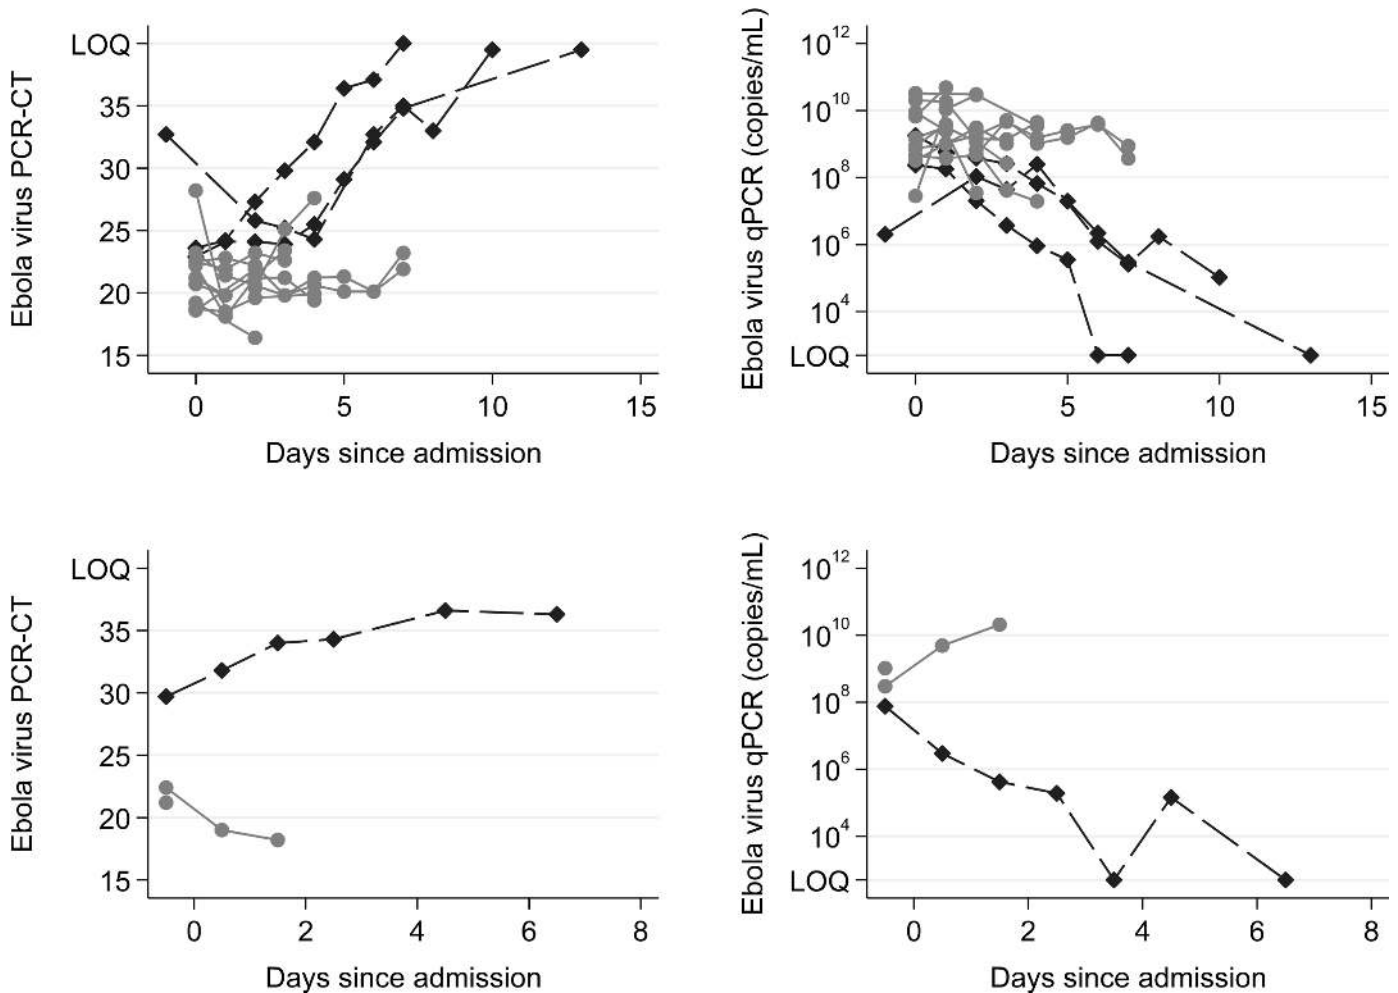 Ebola virus PCR-CT
LOQ
35
30
25
20
15
0 5 10 15
Days since admission
Ebola virus qPCR (copies/mL)
10¹²
10¹⁰
10⁸
10⁶
10⁴
LOQ
0 5 10 15
Days since admission
Ebola virus PCR-CT
LOQ
35
30
25
20
15
0 2 4 6 8
Days since admission
Ebola virus qPCR (copies/mL)
10¹²
10¹⁰
10⁸
10⁶
10⁴
LOQ
0 2 4 6 8
Days since admission